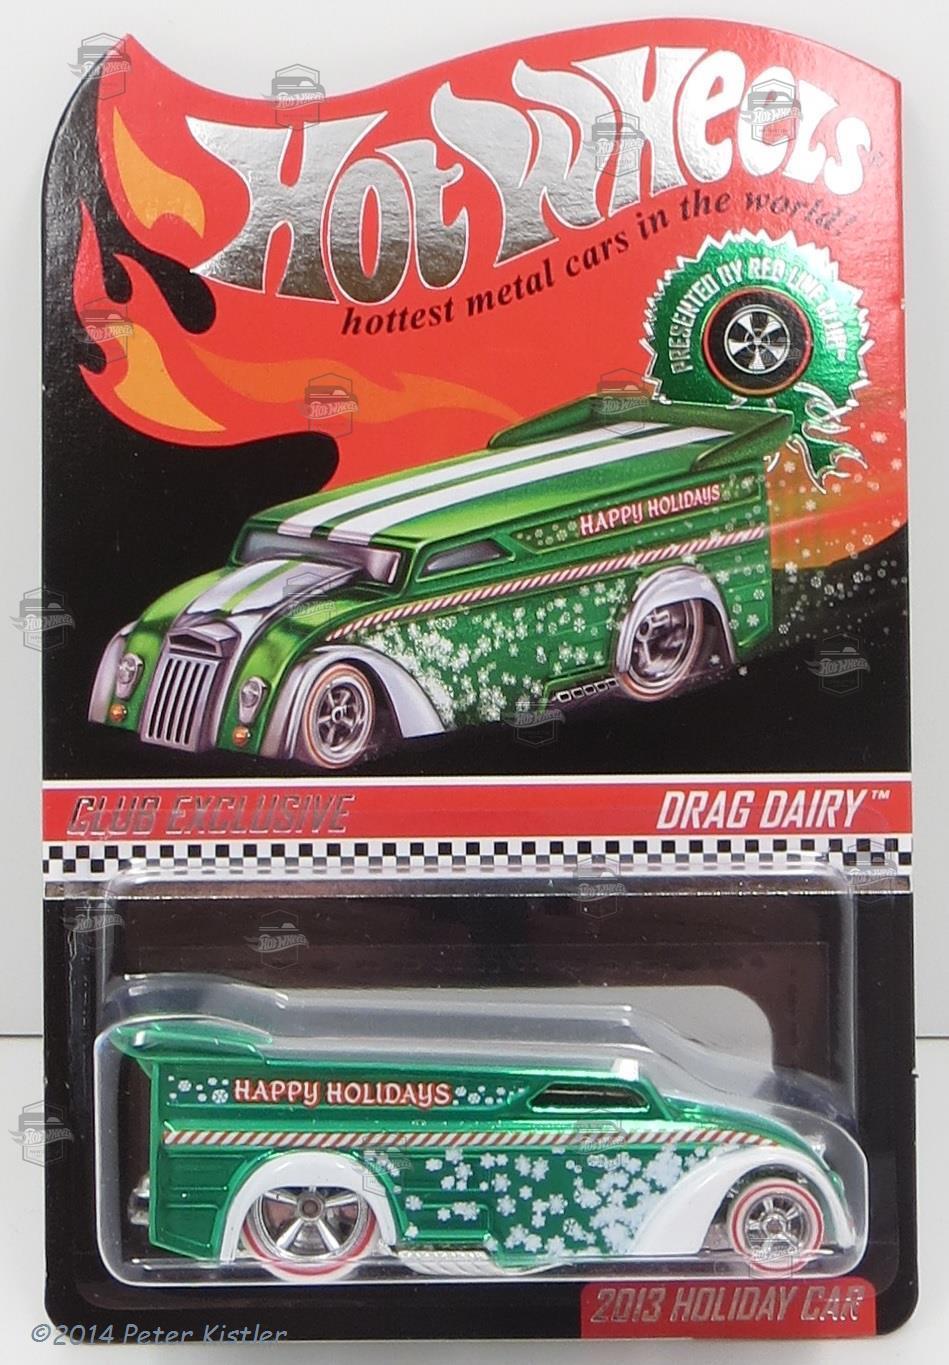 Hot Wheels
hottest metal cars in the world!
PRESENTED BY RED LINE CLUB™
HAPPY HOLIDAYS
CLUB EXCLUSIVE
DRAG DAIRY™
HAPPY HOLIDAYS
2013 HOLIDAY CAR
©2014 Peter Kistler